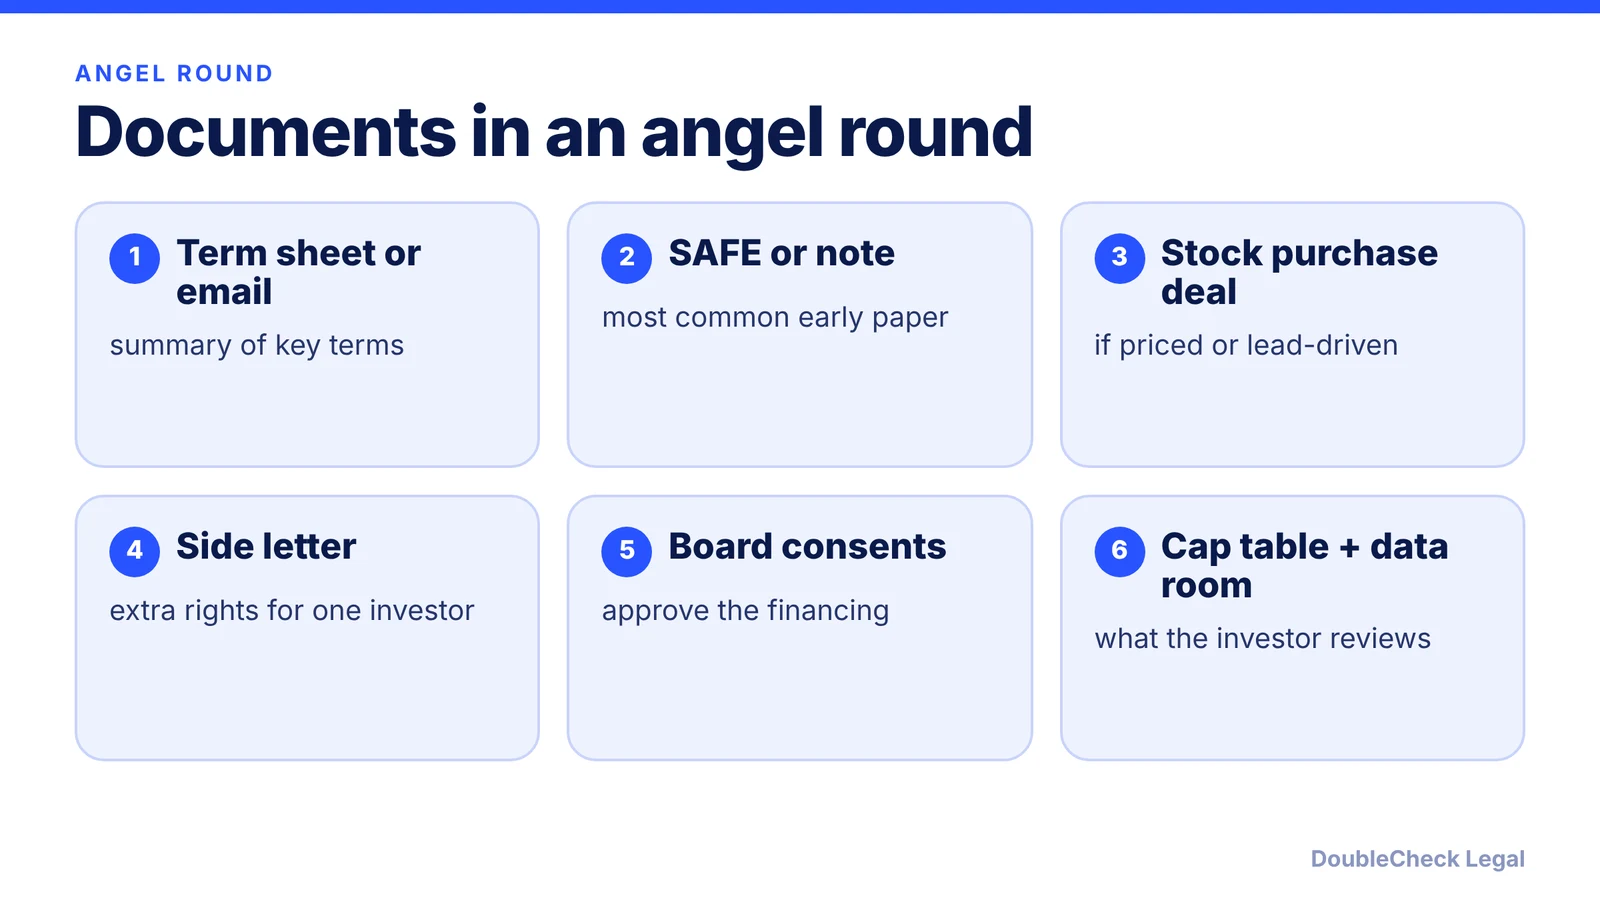 ANGEL ROUND
Documents in an angel round
1
Term sheet or
email
summary of key terms
2
SAFE or note
most common early paper
3
Stock purchase
deal
if priced or lead-driven
4
Side letter
extra rights for one investor
5
Board consents
approve the financing
6
Cap table + data
room
what the investor reviews
DoubleCheck Legal